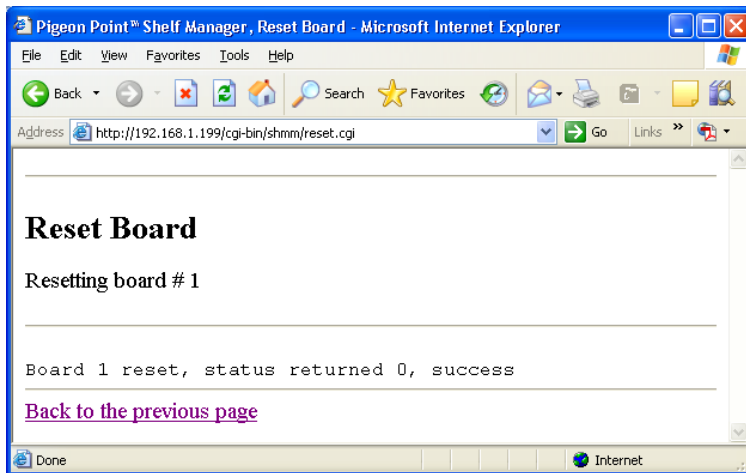 Pigeon Point™ Shelf Manager, Reset Board - Microsoft Internet Explorer
File Edit View Favorites Tools Help
Back Search Favorites
Address http://192.168.1.199/cgi-bin/shmm/reset.cgi Go Links »
Reset Board
Resetting board # 1
Board 1 reset, status returned 0, success
Back to the previous page
Done Internet